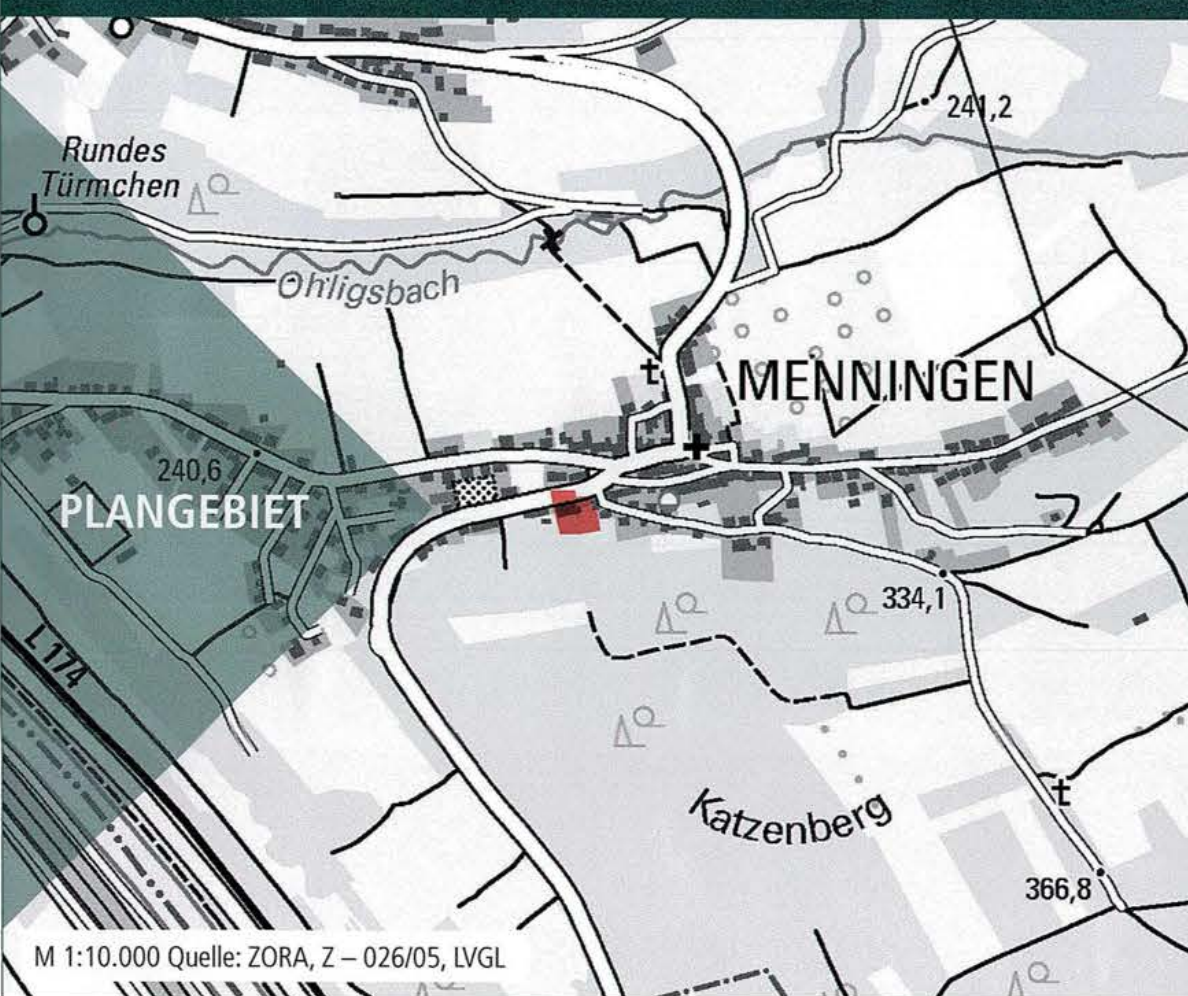 241,2
Rundes
Türmchen
Ohligsbach
MENNINGEN
240,6
PLANGEBIET
334,1
L 174
Katzenberg
366,8
M 1:10.000 Quelle: ZORA, Z – 026/05, LVGL